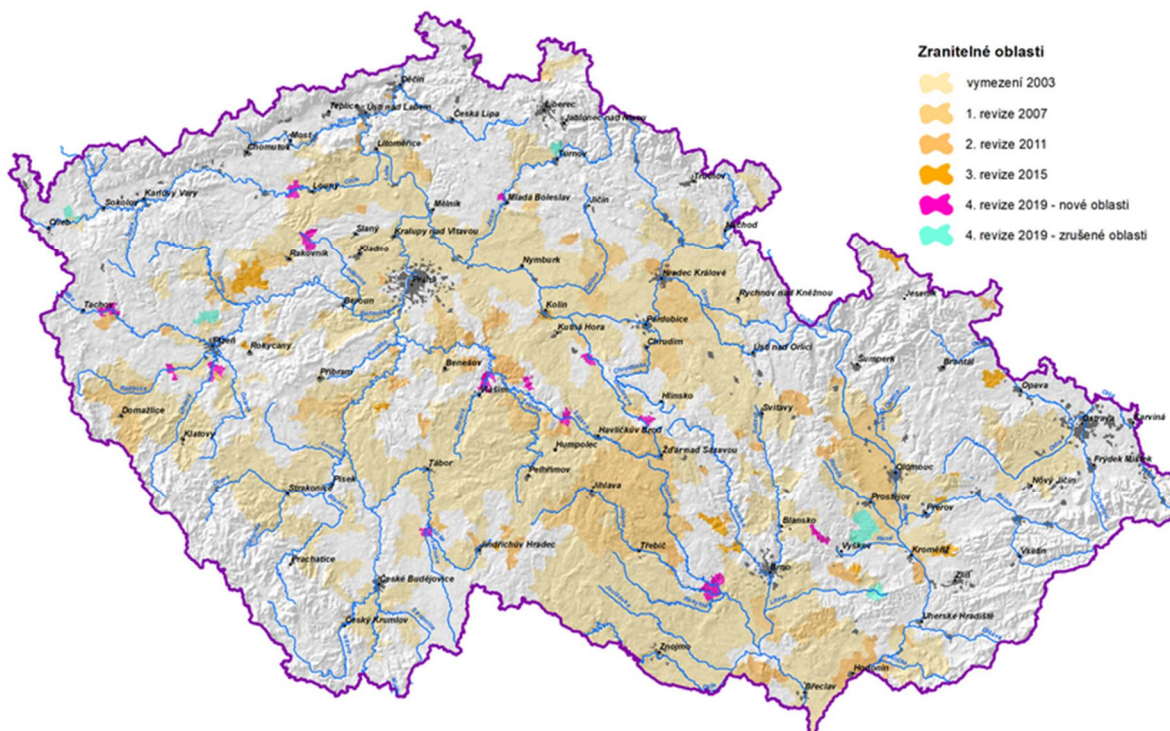 Zranitelné oblasti
vymezení 2003
1. revize 2007
2. revize 2011
3. revize 2015
4. revize 2019 - nové oblasti
4. revize 2019 - zrušené oblasti
Děčín
Teplice
Ústí nad Labem
Česká Lípa
Liberec
Jablonec nad Nisou
Most
Chomutov
Litoměřice
Turnov
Trutnov
Louny
Karlovy Vary
Sokolov
Cheb
Mladá Boleslav
Jičín
Mělník
Náchod
Slaný
Kralupy nad Vltavou
Kladno
Rakovník
Nymburk
Hradec Králové
Praha
Rychnov nad Kněžnou
Jeseník
Beroun
Kolín
Tachov
Pardubice
Kutná Hora
Chrudim
Plzeň
Rokycany
Ústí nad Orlicí
Šumperk
Bruntál
Benešov
Příbram
Opava
Vlašim
Ostrava
Karviná
Hlinsko
Domažlice
Svitavy
Klatovy
Havlíčkův Brod
Humpolec
Žďár nad Sázavou
Frýdek Místek
Tábor
Pelhřimov
Olomouc
Nový Jičín
Písek
Strakonice
Jihlava
Prostějov
Přerov
Blansko
Vyškov
Kroměříž
Vsetín
Jindřichův Hradec
Třebíč
Prachatice
Brno
Zlín
České Budějovice
Český Krumlov
Uherské Hradiště
Znojmo
Hodonín
Břeclav